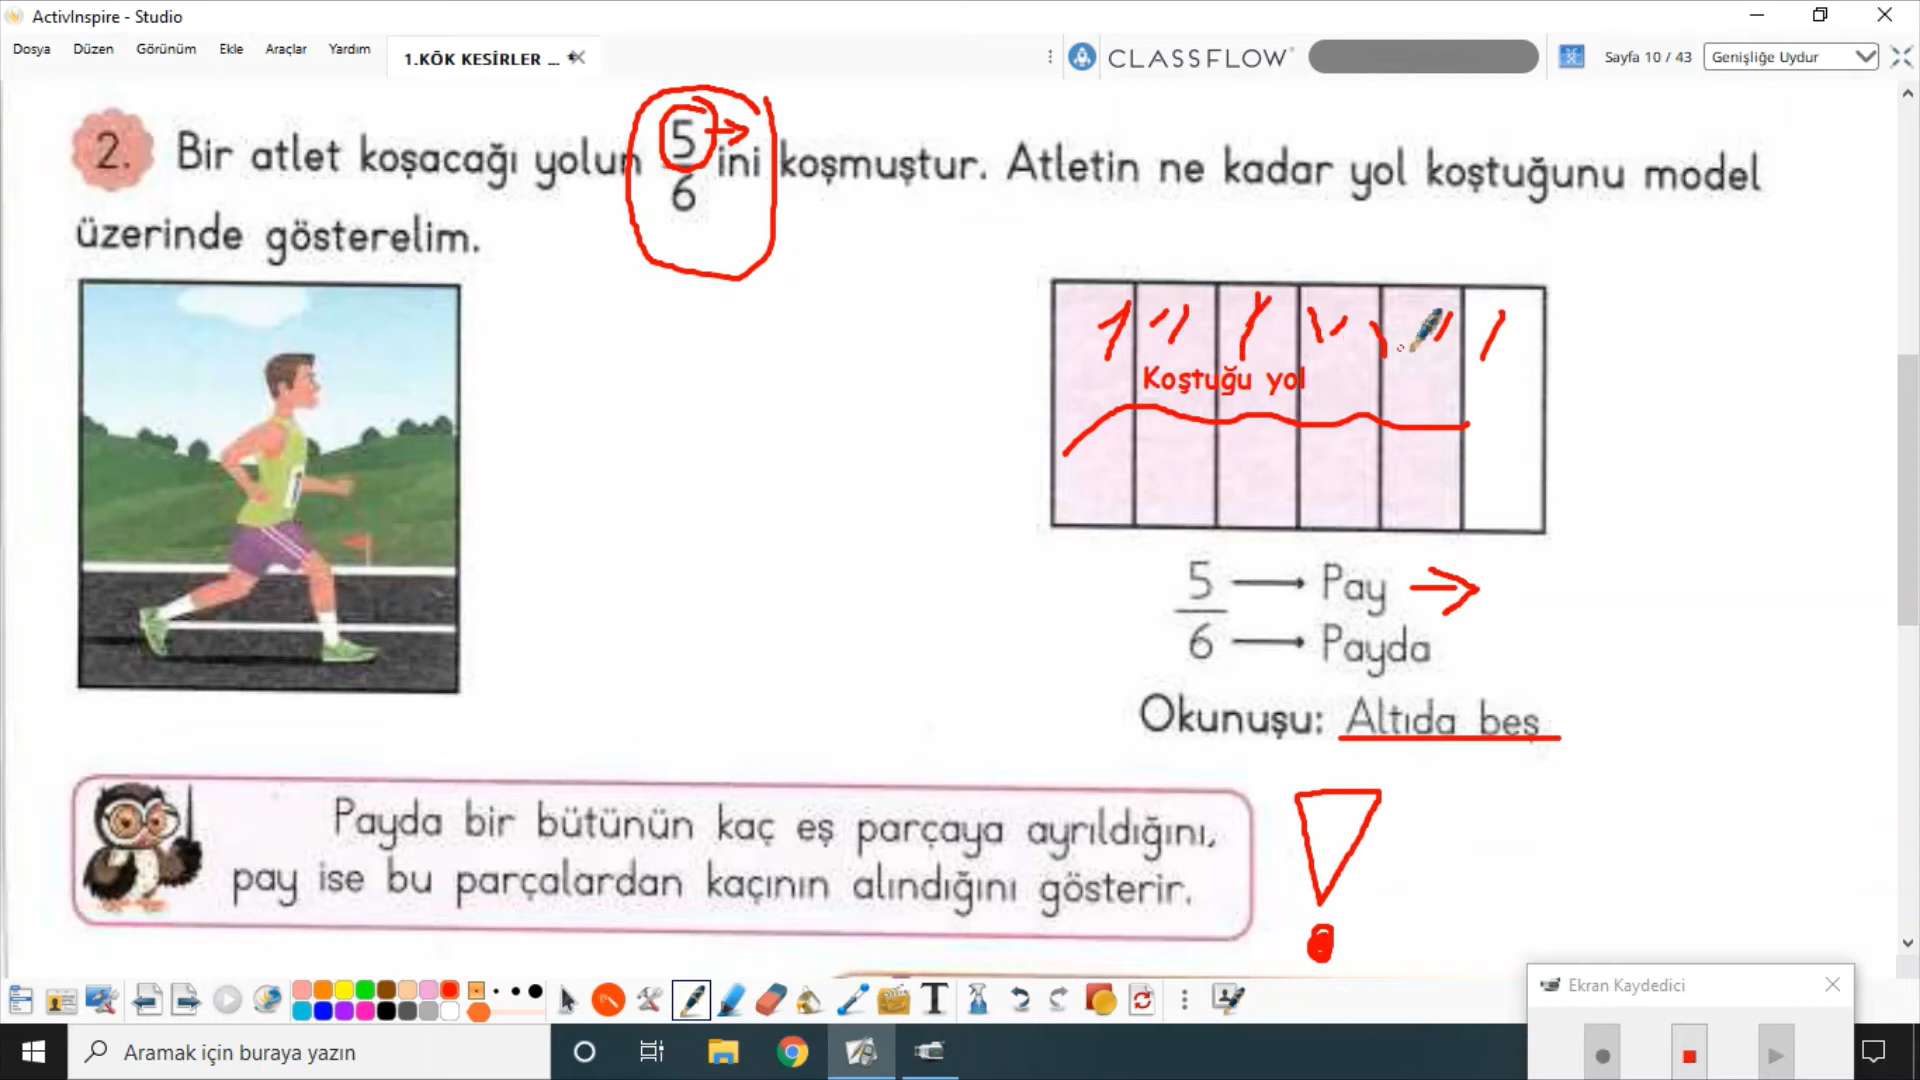 ActivInspire - Studio
Dosya Düzen Görünüm Ekle Araçlar Yardım
1.KÖK KESİRLER ...
CLASSFLOW
Sayfa 10 / 43
Genişliğe Uydur
2. Bir atlet koşacağı yolun 5/6 ini koşmuştur. Atletin ne kadar yol koştuğunu model
üzerinde gösterelim.
Koştuğu yol
5 → Pay →
6 → Payda
Okunuşu: Altıda beş
Payda bir bütünün kaç eş parçaya ayrıldığını,
pay ise bu parçalardan kaçının alındığını gösterir.
Ekran Kaydedici
Aramak için buraya yazın